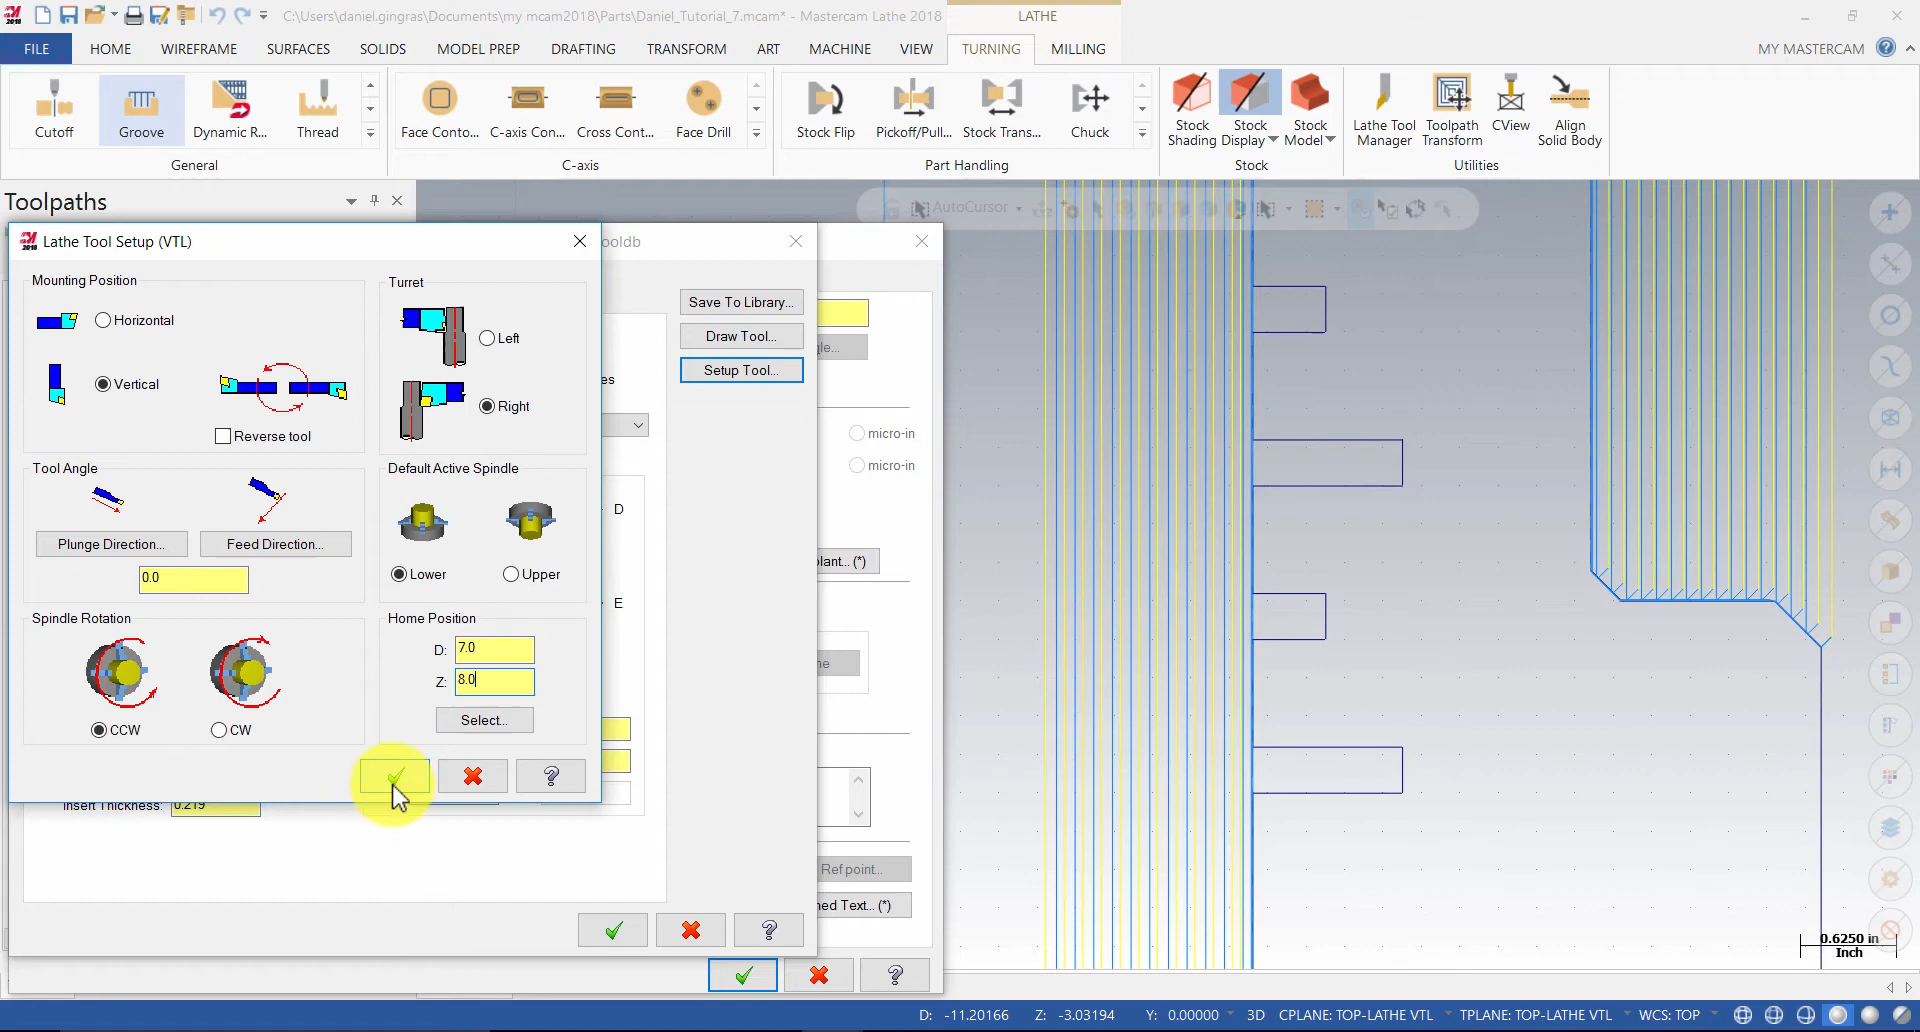 C:\Users\daniel.gingras\Documents\my mcam2018\Parts\Daniel_Tutorial_7.mcam* - Mastercam Lathe 2018
LATHE
FILE HOME WIREFRAME SURFACES SOLIDS MODEL PREP DRAFTING TRANSFORM ART MACHINE VIEW TURNING MILLING MY MASTERCAM
Cutoff Groove Dynamic R... Thread
Face Conto... C-axis Con... Cross Cont... Face Drill
Stock Flip Pickoff/Pull... Stock Trans... Chuck
Stock Shading
Stock Display
Stock Model
Lathe Tool Manager
Toolpath Transform
CView
Align Solid Body
General C-axis Part Handling Stock Utilities
Toolpaths
AutoCursor
Lathe Tool Setup (VTL)
ooldb
Mounting Position
Horizontal
Vertical
Reverse tool
Turret
Left
Right
Tool Angle
Plunge Direction... Feed Direction...
0.0
Default Active Spindle
Lower Upper
Spindle Rotation
CCW CW
Home Position
D: 7.0
Z: 8.0
Select...
Insert Thickness: 0.219
Save To Library...
Draw Tool...
Setup Tool...
es
D
E
gle...
micro-in
micro-in
olant... (*)
ne
Ref point...
ned Text... (*)
0.6250 in
Inch
D: -11.20166 Z: -3.03194 Y: 0.00000 3D CPLANE: TOP-LATHE VTL TPLANE: TOP-LATHE VTL WCS: TOP